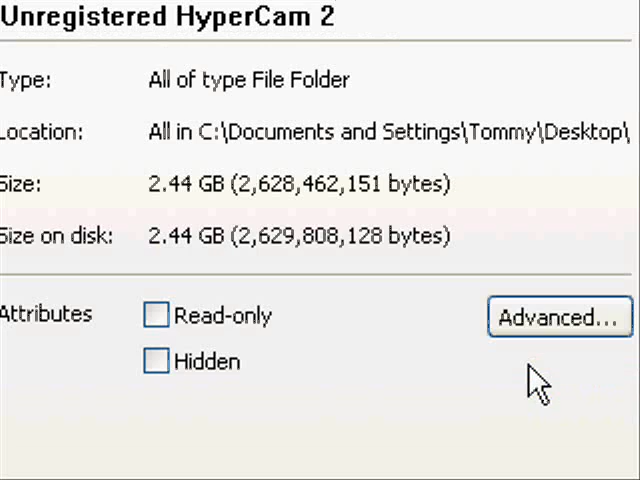 Unregistered HyperCam 2
Type: All of type File Folder
Location: All in C:\Documents and Settings\Tommy\Desktop\
Size: 2.44 GB (2,628,462,151 bytes)
Size on disk: 2.44 GB (2,629,808,128 bytes)
Attributes Read-only Advanced...
Hidden